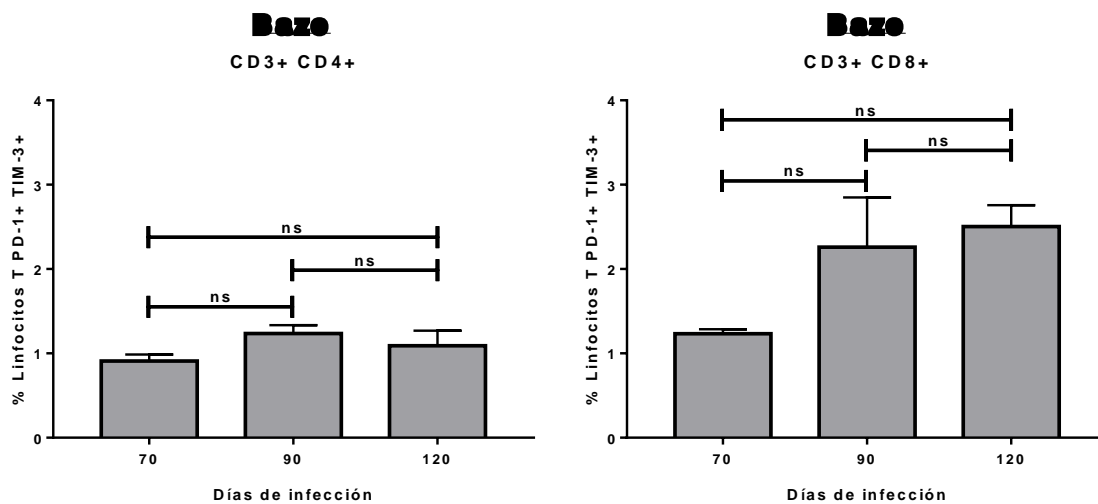 Bazo
CD3+ CD4+
% Linfocitos T PD-1+ TIM-3+
4
3
2
1
0
ns
ns
ns
70
90
120
Días de infección
Bazo
CD3+ CD8+
% Linfocitos T PD-1+ TIM-3+
4
3
2
1
0
ns
ns
ns
70
90
120
Días de infección